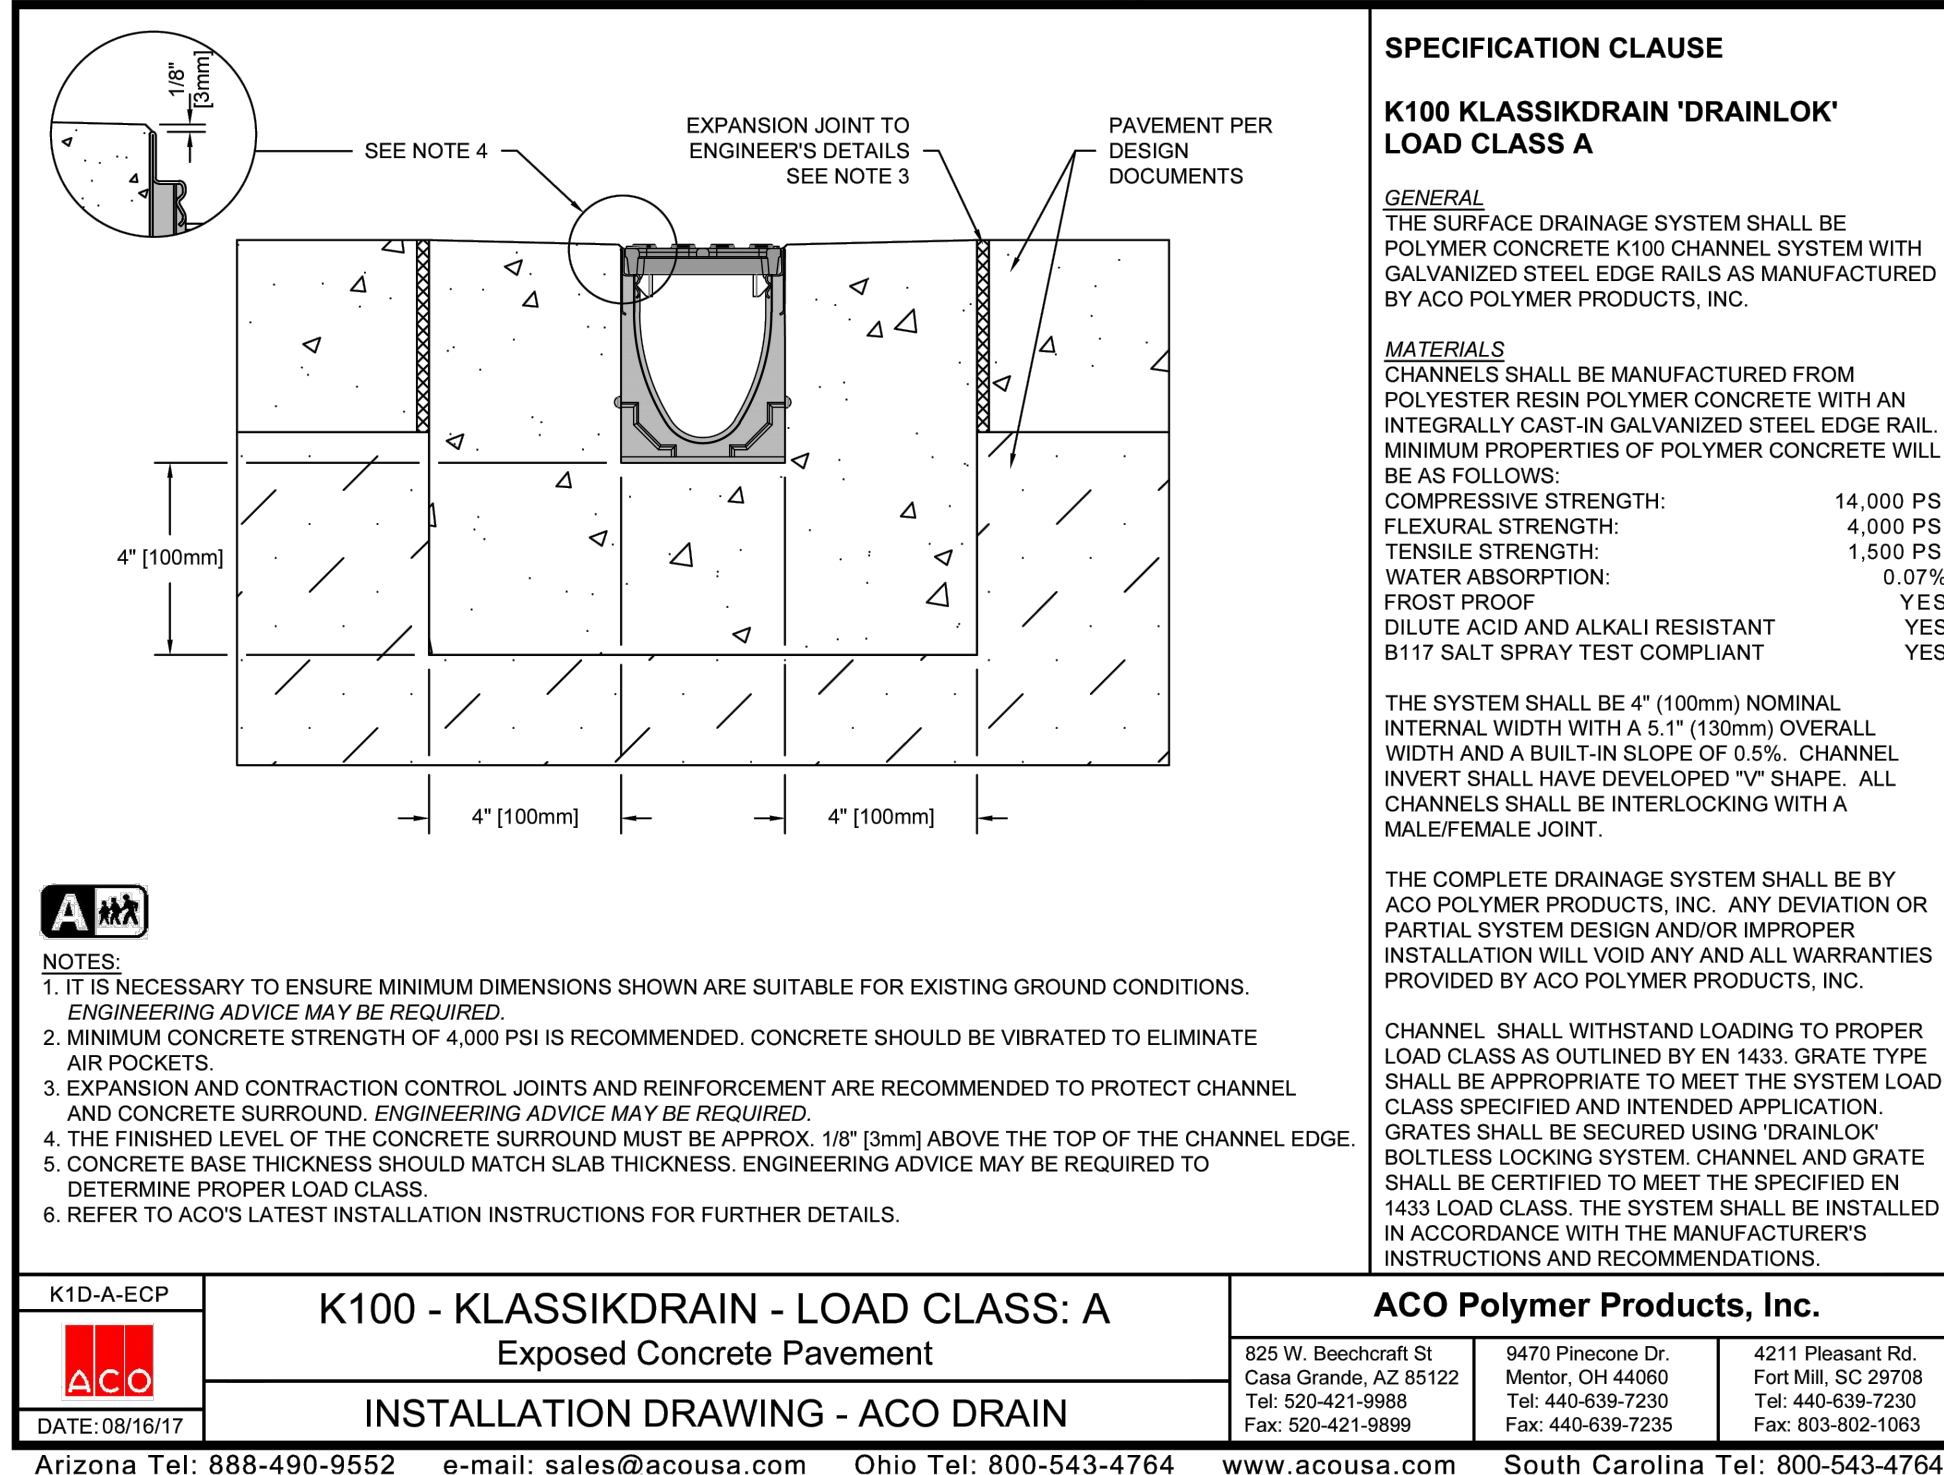 1/8"
[3mm]
SEE NOTE 4
EXPANSION JOINT TO
ENGINEER'S DETAILS
SEE NOTE 3
PAVEMENT PER
DESIGN
DOCUMENTS
4" [100mm]
4" [100mm]
4" [100mm]
A
NOTES:
1. IT IS NECESSARY TO ENSURE MINIMUM DIMENSIONS SHOWN ARE SUITABLE FOR EXISTING GROUND CONDITIONS.
ENGINEERING ADVICE MAY BE REQUIRED.
2. MINIMUM CONCRETE STRENGTH OF 4,000 PSI IS RECOMMENDED. CONCRETE SHOULD BE VIBRATED TO ELIMINATE
AIR POCKETS.
3. EXPANSION AND CONTRACTION CONTROL JOINTS AND REINFORCEMENT ARE RECOMMENDED TO PROTECT CHANNEL
AND CONCRETE SURROUND. ENGINEERING ADVICE MAY BE REQUIRED.
4. THE FINISHED LEVEL OF THE CONCRETE SURROUND MUST BE APPROX. 1/8" [3mm] ABOVE THE TOP OF THE CHANNEL EDGE.
5. CONCRETE BASE THICKNESS SHOULD MATCH SLAB THICKNESS. ENGINEERING ADVICE MAY BE REQUIRED TO
DETERMINE PROPER LOAD CLASS.
6. REFER TO ACO'S LATEST INSTALLATION INSTRUCTIONS FOR FURTHER DETAILS.
SPECIFICATION CLAUSE
K100 KLASSIKDRAIN 'DRAINLOK'
LOAD CLASS A
GENERAL
THE SURFACE DRAINAGE SYSTEM SHALL BE
POLYMER CONCRETE K100 CHANNEL SYSTEM WITH
GALVANIZED STEEL EDGE RAILS AS MANUFACTURED
BY ACO POLYMER PRODUCTS, INC.
MATERIALS
CHANNELS SHALL BE MANUFACTURED FROM
POLYESTER RESIN POLYMER CONCRETE WITH AN
INTEGRALLY CAST-IN GALVANIZED STEEL EDGE RAIL.
MINIMUM PROPERTIES OF POLYMER CONCRETE WILL
BE AS FOLLOWS:
COMPRESSIVE STRENGTH: 14,000 PS
FLEXURAL STRENGTH: 4,000 PS
TENSILE STRENGTH: 1,500 PS
WATER ABSORPTION: 0.07%
FROST PROOF YES
DILUTE ACID AND ALKALI RESISTANT YES
B117 SALT SPRAY TEST COMPLIANT YES
THE SYSTEM SHALL BE 4" (100mm) NOMINAL
INTERNAL WIDTH WITH A 5.1" (130mm) OVERALL
WIDTH AND A BUILT-IN SLOPE OF 0.5%. CHANNEL
INVERT SHALL HAVE DEVELOPED "V" SHAPE. ALL
CHANNELS SHALL BE INTERLOCKING WITH A
MALE/FEMALE JOINT.
THE COMPLETE DRAINAGE SYSTEM SHALL BE BY
ACO POLYMER PRODUCTS, INC. ANY DEVIATION OR
PARTIAL SYSTEM DESIGN AND/OR IMPROPER
INSTALLATION WILL VOID ANY AND ALL WARRANTIES
PROVIDED BY ACO POLYMER PRODUCTS, INC.
CHANNEL SHALL WITHSTAND LOADING TO PROPER
LOAD CLASS AS OUTLINED BY EN 1433. GRATE TYPE
SHALL BE APPROPRIATE TO MEET THE SYSTEM LOAD
CLASS SPECIFIED AND INTENDED APPLICATION.
GRATES SHALL BE SECURED USING 'DRAINLOK'
BOLTLESS LOCKING SYSTEM. CHANNEL AND GRATE
SHALL BE CERTIFIED TO MEET THE SPECIFIED EN
1433 LOAD CLASS. THE SYSTEM SHALL BE INSTALLED
IN ACCORDANCE WITH THE MANUFACTURER'S
INSTRUCTIONS AND RECOMMENDATIONS.
K1D-A-ECP
ACO
DATE: 08/16/17
K100 - KLASSIKDRAIN - LOAD CLASS: A
Exposed Concrete Pavement
INSTALLATION DRAWING - ACO DRAIN
ACO Polymer Products, Inc.
825 W. Beechcraft St
Casa Grande, AZ 85122
Tel: 520-421-9988
Fax: 520-421-9899
9470 Pinecone Dr.
Mentor, OH 44060
Tel: 440-639-7230
Fax: 440-639-7235
4211 Pleasant Rd.
Fort Mill, SC 29708
Tel: 440-639-7230
Fax: 803-802-1063
Arizona Tel: 888-490-9552 e-mail: sales@acousa.com Ohio Tel: 800-543-4764 www.acousa.com South Carolina Tel: 800-543-4764